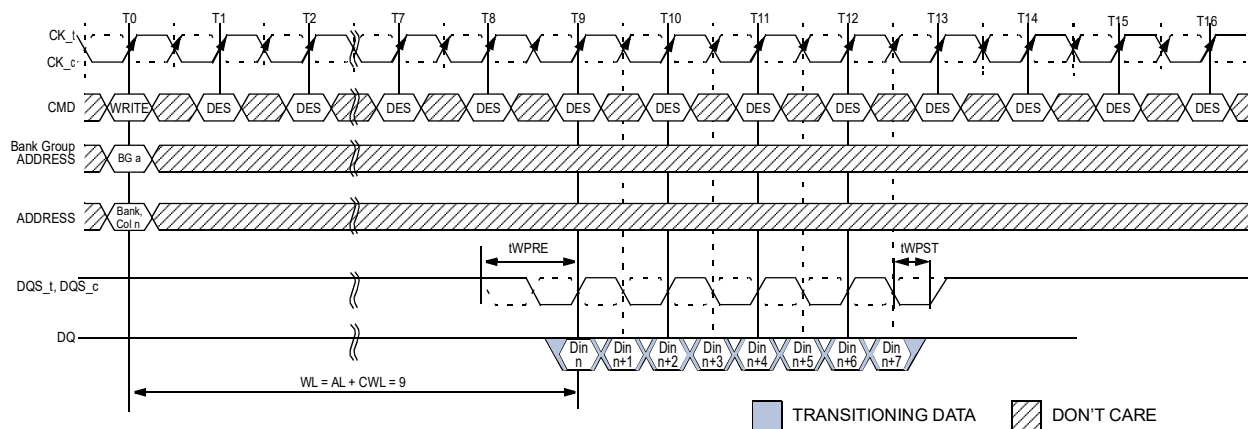 T0 T1 T2 T7 T8 T9 T10 T11 T12 T13 T14 T15 T16
CK_t
CK_c
CMD WRITE DES DES DES DES DES DES DES DES DES DES DES DES
Bank Group
ADDRESS BG a
ADDRESS Bank,
Col n
tWPRE tWPST
DQS_t, DQS_c
DQ Din Din Din Din Din Din Din Din
n n+1 n+2 n+3 n+4 n+5 n+6 n+7
WL = AL + CWL = 9
TRANSITIONING DATA DON'T CARE